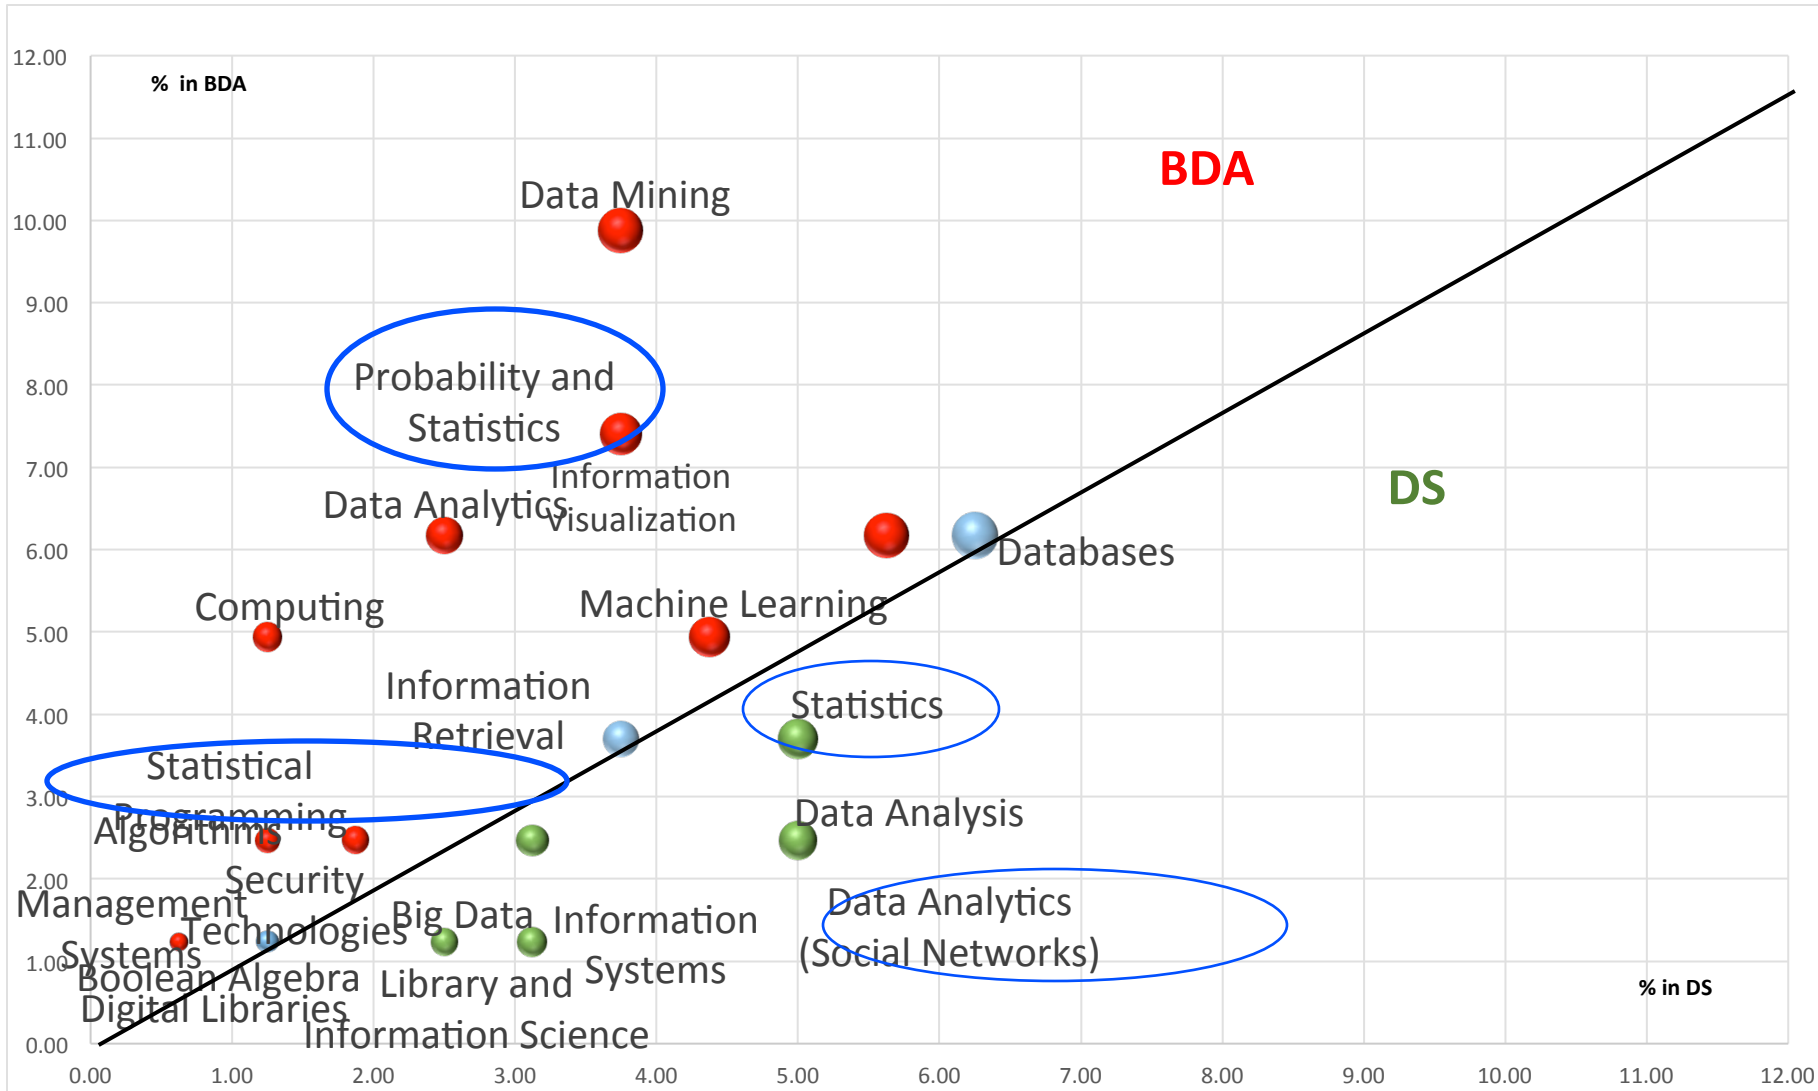 12.00
% in BDA
11.00
BDA
Data Mining
10.00
9.00
Probability and
Statistics
8.00
7.00
Information
Visualization
Data Analytics
DS
6.00
Databases
Computing
Machine Learning
5.00
Information
Retrieval
Statistics
4.00
Statistical
Programming
3.00
Algorithms
Data Analysis
Security
Technologies
2.00
Management
Systems
Big Data
Information
Systems
Data Analytics
(Social Networks)
1.00
Boolean Algebra
Digital Libraries
Library and
Information Science
% in DS
0.00
0.00 1.00 2.00 3.00 4.00 5.00 6.00 7.00 8.00 9.00 10.00 11.00 12.00